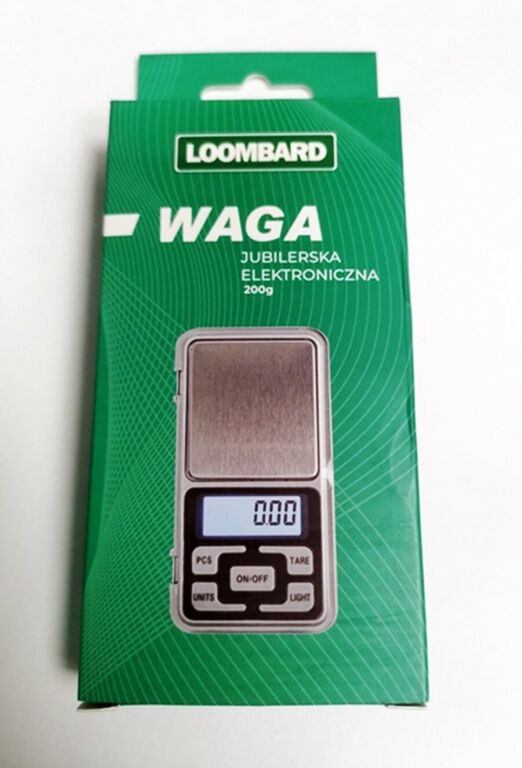 LOOMBARD
WAGA
JUBILERSKA
ELEKTRONICZNA
200g
0.00
PCS
TARE
ON-OFF
UNITS
LIGHT